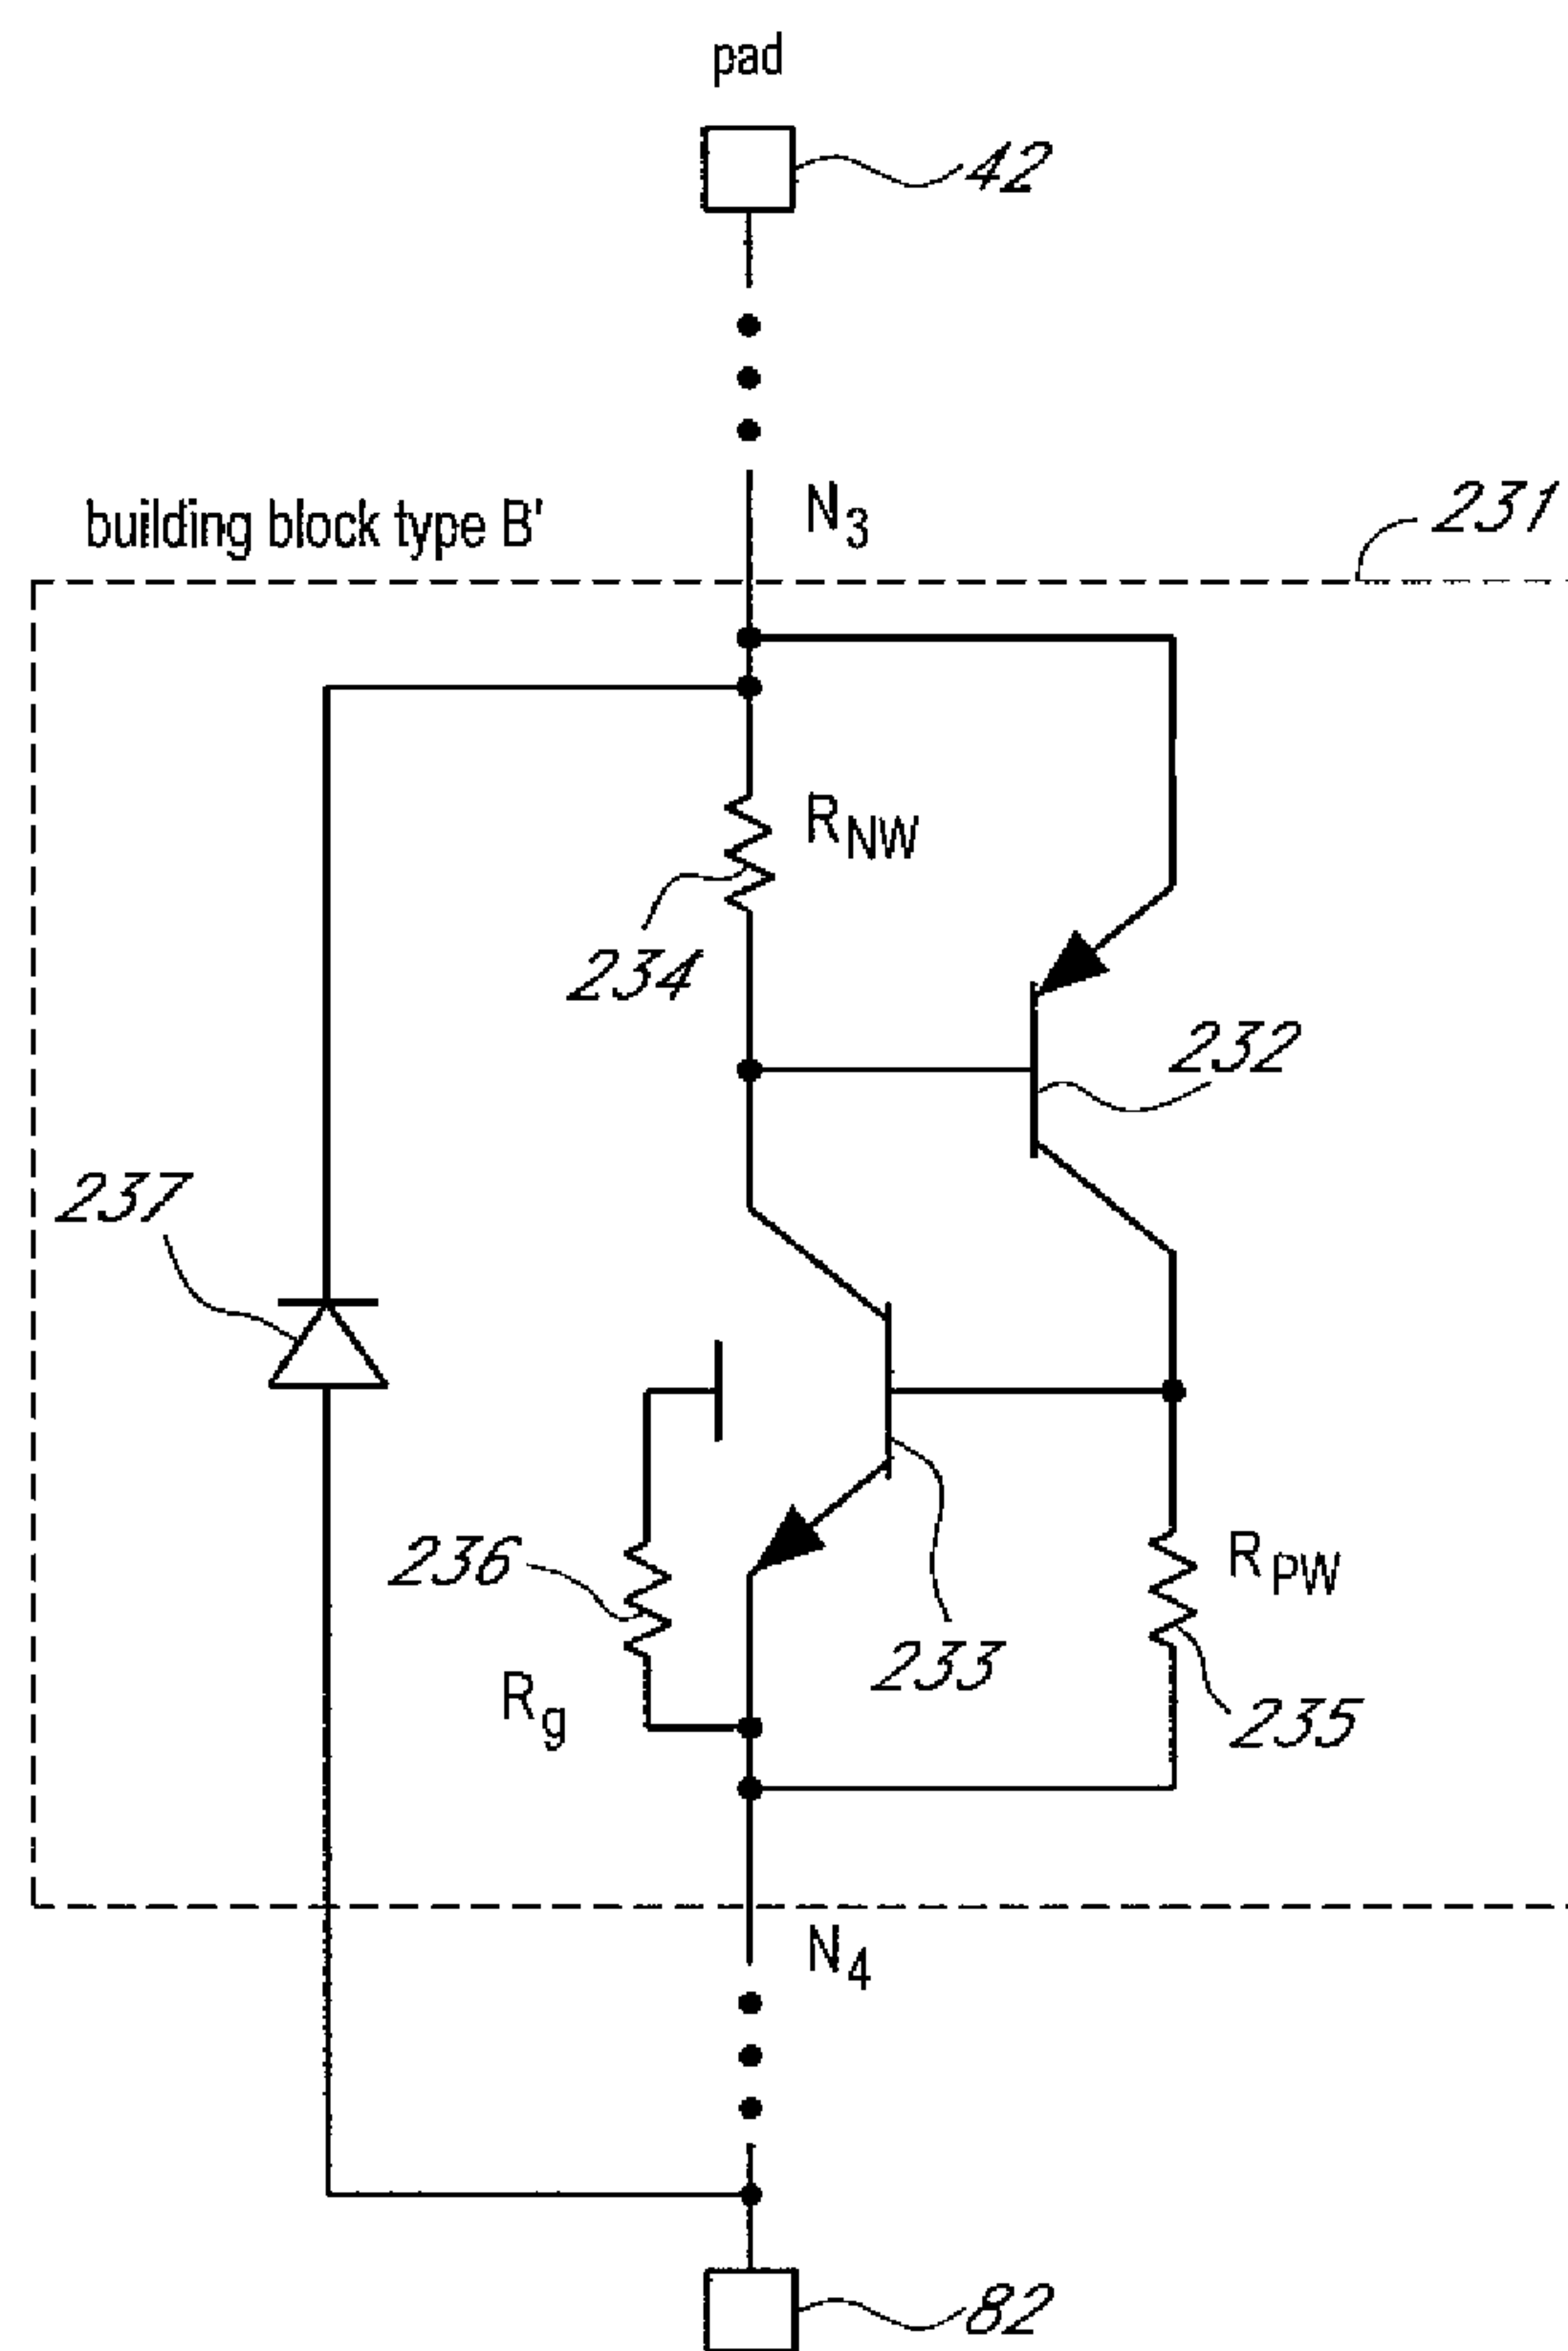 pad
42
building block type B'
N3
231
RNW
234
232
237
236
RPW
233
Rg
235
N4
82